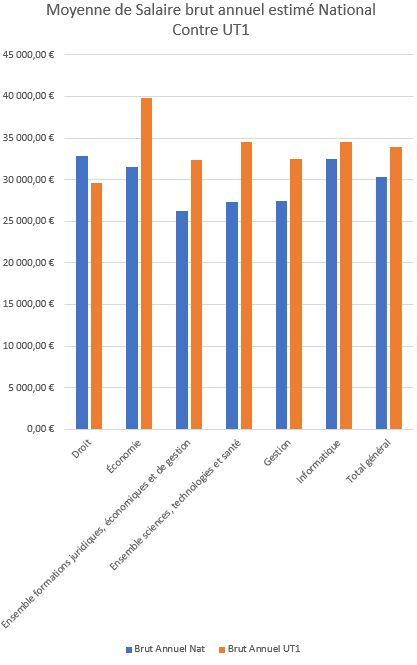 Moyenne de Salaire brut annuel estimé National
Contre UT1
45 000,00 €
40 000,00 €
35 000,00 €
30 000,00 €
25 000,00 €
20 000,00 €
15 000,00 €
10 000,00 €
5 000,00 €
0,00 €
Droit
Économie
Ensemble formations juridiques, économiques et de gestion
Ensemble sciences, technologies et santé
Gestion
Informatique
Total général
Brut Annuel Nat
Brut Annuel UT1